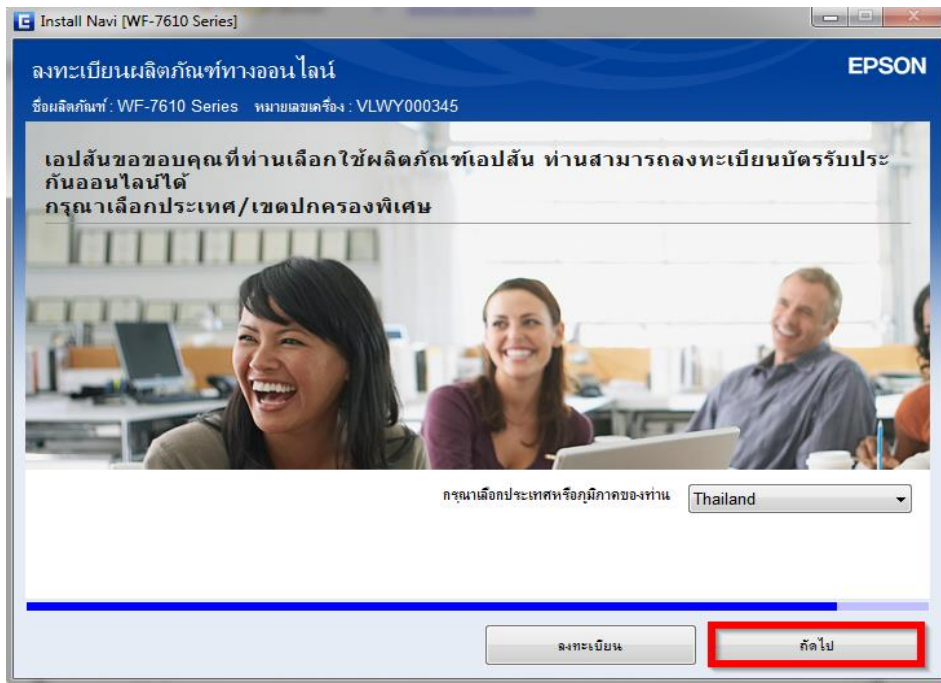 Install Navi [WF-7610 Series]
ลงทะเบียนผลิตภัณฑ์ทางออนไลน์
EPSON
ชื่อผลิตภัณฑ์ : WF-7610 Series หมายเลขเครื่อง : VLWY000345
เอปสันขอขอบคุณที่ท่านเลือกใช้ผลิตภัณฑ์เอปสัน ท่านสามารถลงทะเบียนบัตรรับประ
กันออนไลน์ได้
กรุณาเลือกประเทศ/เขตปกครองพิเศษ
กรุณาเลือกประเทศหรือภูมิภาคของท่าน
Thailand
ลงทะเบียน
ถัดไป